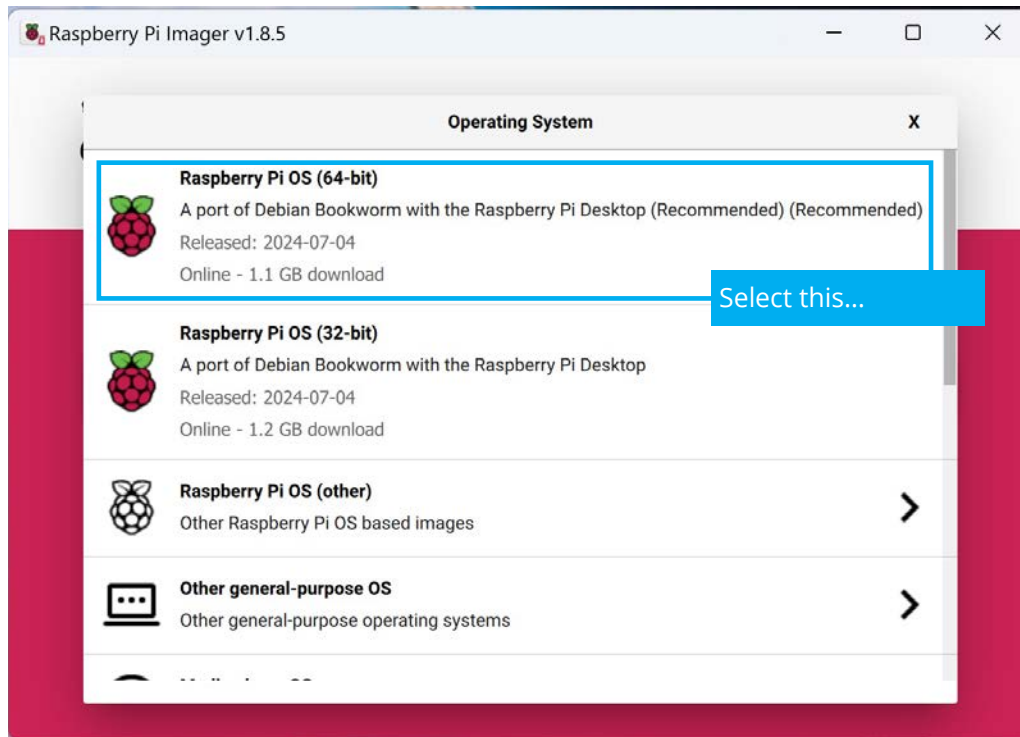 Raspberry Pi Imager v1.8.5
Operating System
X
Raspberry Pi OS (64-bit)
A port of Debian Bookworm with the Raspberry Pi Desktop (Recommended) (Recommended)
Released: 2024-07-04
Online - 1.1 GB download
Select this...
Raspberry Pi OS (32-bit)
A port of Debian Bookworm with the Raspberry Pi Desktop
Released: 2024-07-04
Online - 1.2 GB download
Raspberry Pi OS (other)
Other Raspberry Pi OS based images
Other general-purpose OS
Other general-purpose operating systems